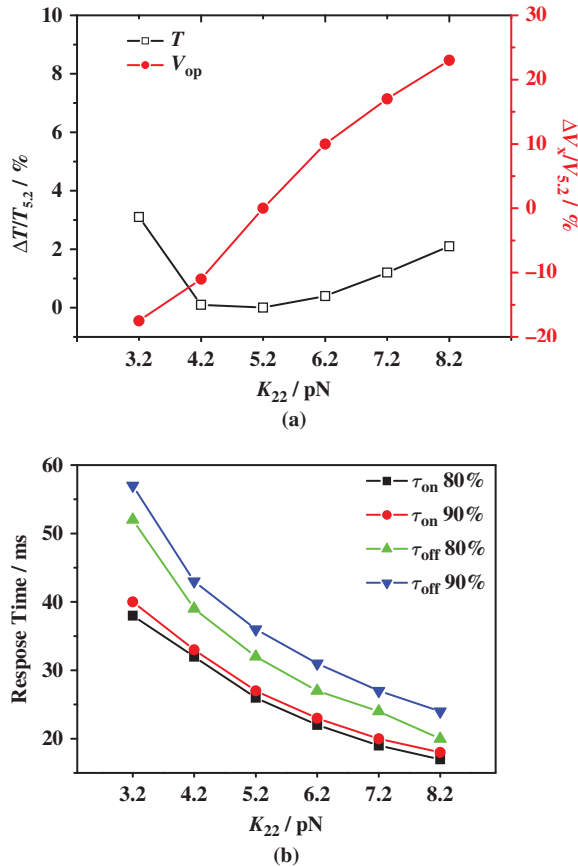 10
8
6
4
2
0
ΔT/T5.2 / %
T
Vop
30
20
10
0
−10
−20
ΔVx/V5.2 / %
3.2 4.2 5.2 6.2 7.2 8.2
K22 / pN
(a)
60
50
40
30
20
Respose Time / ms
τon 80%
τon 90%
τoff 80%
τoff 90%
3.2 4.2 5.2 6.2 7.2 8.2
K22 / pN
(b)